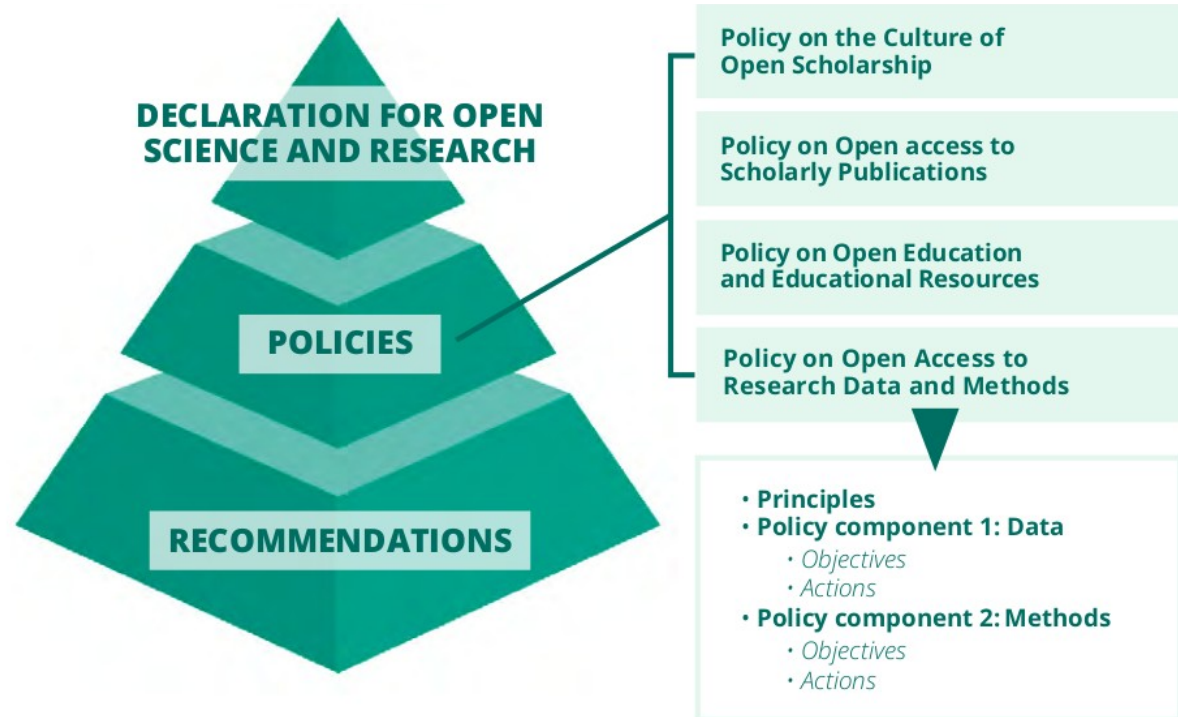 DECLARATION FOR OPEN
SCIENCE AND RESEARCH
POLICIES
RECOMMENDATIONS
Policy on the Culture of
Open Scholarship
Policy on Open access to
Scholarly Publications
Policy on Open Education
and Educational Resources
Policy on Open Access to
Research Data and Methods
• Principles
• Policy component 1: Data
• Objectives
• Actions
• Policy component 2: Methods
• Objectives
• Actions